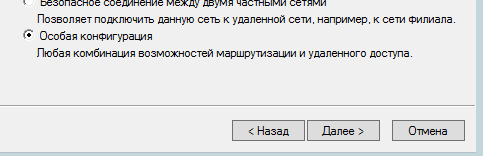 Безопасное соединение между двумя частными сетями
Позволяет подключить данную сеть к удаленной сети, например, к сети филиала.
Особая конфигурация
Любая комбинация возможностей маршрутизации и удаленного доступа.
< Назад
Далее >
Отмена